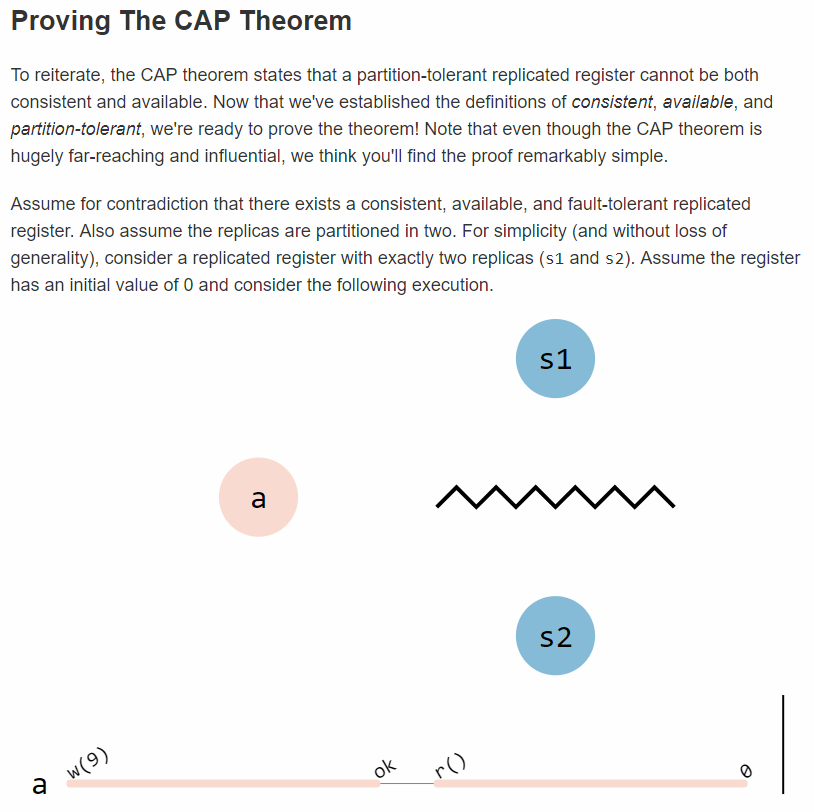 Proving The CAP Theorem
To reiterate, the CAP theorem states that a partition-tolerant replicated register cannot be both
consistent and available. Now that we've established the definitions of consistent, available, and
partition-tolerant, we're ready to prove the theorem! Note that even though the CAP theorem is
hugely far-reaching and influential, we think you'll find the proof remarkably simple.
Assume for contradiction that there exists a consistent, available, and fault-tolerant replicated
register. Also assume the replicas are partitioned in two. For simplicity (and without loss of
generality), consider a replicated register with exactly two replicas (s1 and s2). Assume the register
has an initial value of 0 and consider the following execution.
s1
a
s2
a w(9) ok r() 0